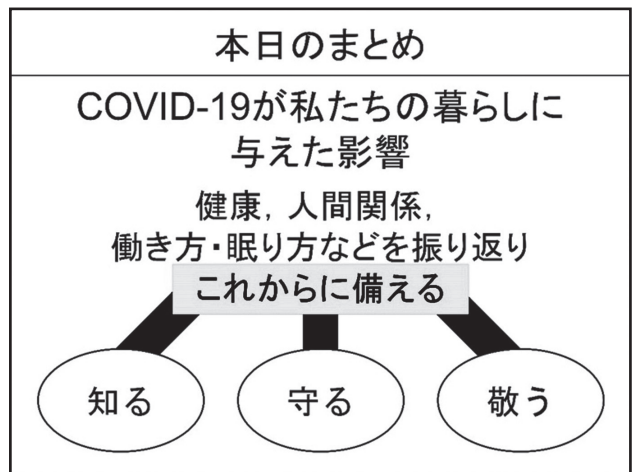 本日のまとめ
COVID-19が私たちの暮らしに
与えた影響
健康，人間関係，
働き方・眠り方などを振り返り
これからに備える
知る
守る
敬う